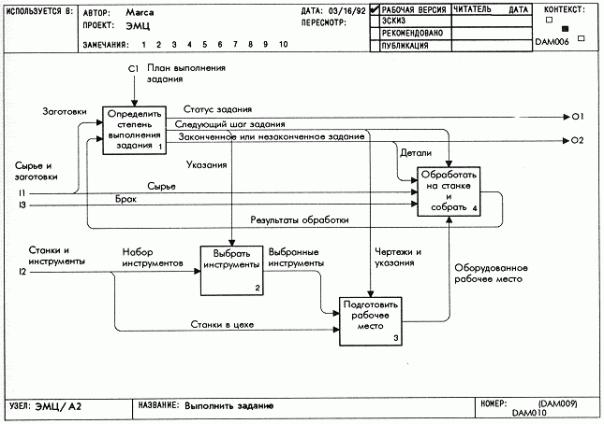 ИСПОЛЬЗУЕТСЯ В:
АВТОР: Marca
ДАТА: 03/16/92
ПРОЕКТ: ЭМЦ
ПЕРЕСМОТР:
ЗАМЕЧАНИЯ: 1 2 3 4 5 6 7 8 9 10
РАБОЧАЯ ВЕРСИЯ
ЧИТАТЕЛЬ ДАТА
ЭСКИЗ
РЕКОМЕНДОВАНО
ПУБЛИКАЦИЯ
КОНТЕКСТ:
DAM006
C1
План выполнения
задания
Заготовки
Определить
степень
выполнения
задания 1
Статус задания
O1
Следующий шаг задания
Законченное или незаконченное задание
O2
Указания
Детали
Сырье и
заготовки
I1
Сырье
I3
Брак
Обработать
на станке
и
собрать 4
Результаты обработки
Станки и
инструменты
I2
Набор
инструментов
Выбрать
инструменты
2
Выбранные
инструменты
Чертежи и
указания
Оборудованное
рабочее место
Станки в цехе
Подготовить
рабочее
место
3
УЗЕЛ: ЭМЦ/А2
НАЗВАНИЕ: Выполнить задание
НОМЕР: (DAM009)
DAM010